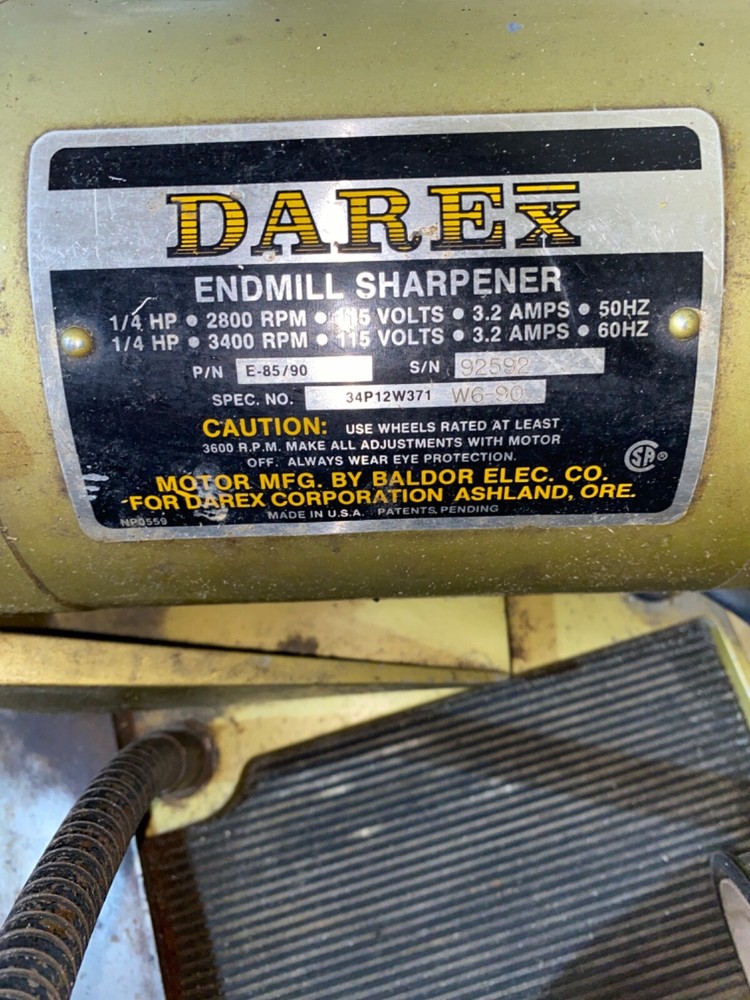 DAREX
ENDMILL SHARPENER
1/4 HP • 2800 RPM • 115 VOLTS • 3.2 AMPS • 50HZ
1/4 HP • 3400 RPM • 115 VOLTS • 3.2 AMPS • 60HZ
P/N E-85/90 S/N 92592
SPEC. NO. 34P12W371 W6-90
CAUTION: USE WHEELS RATED AT LEAST
3600 R.P.M. MAKE ALL ADJUSTMENTS WITH MOTOR
OFF. ALWAYS WEAR EYE PROTECTION.
SA ®
MOTOR MFG. BY BALDOR ELEC. CO.
FOR DAREX CORPORATION ASHLAND, ORE.
NP0559 MADE IN U.S.A. PATENTS PENDING